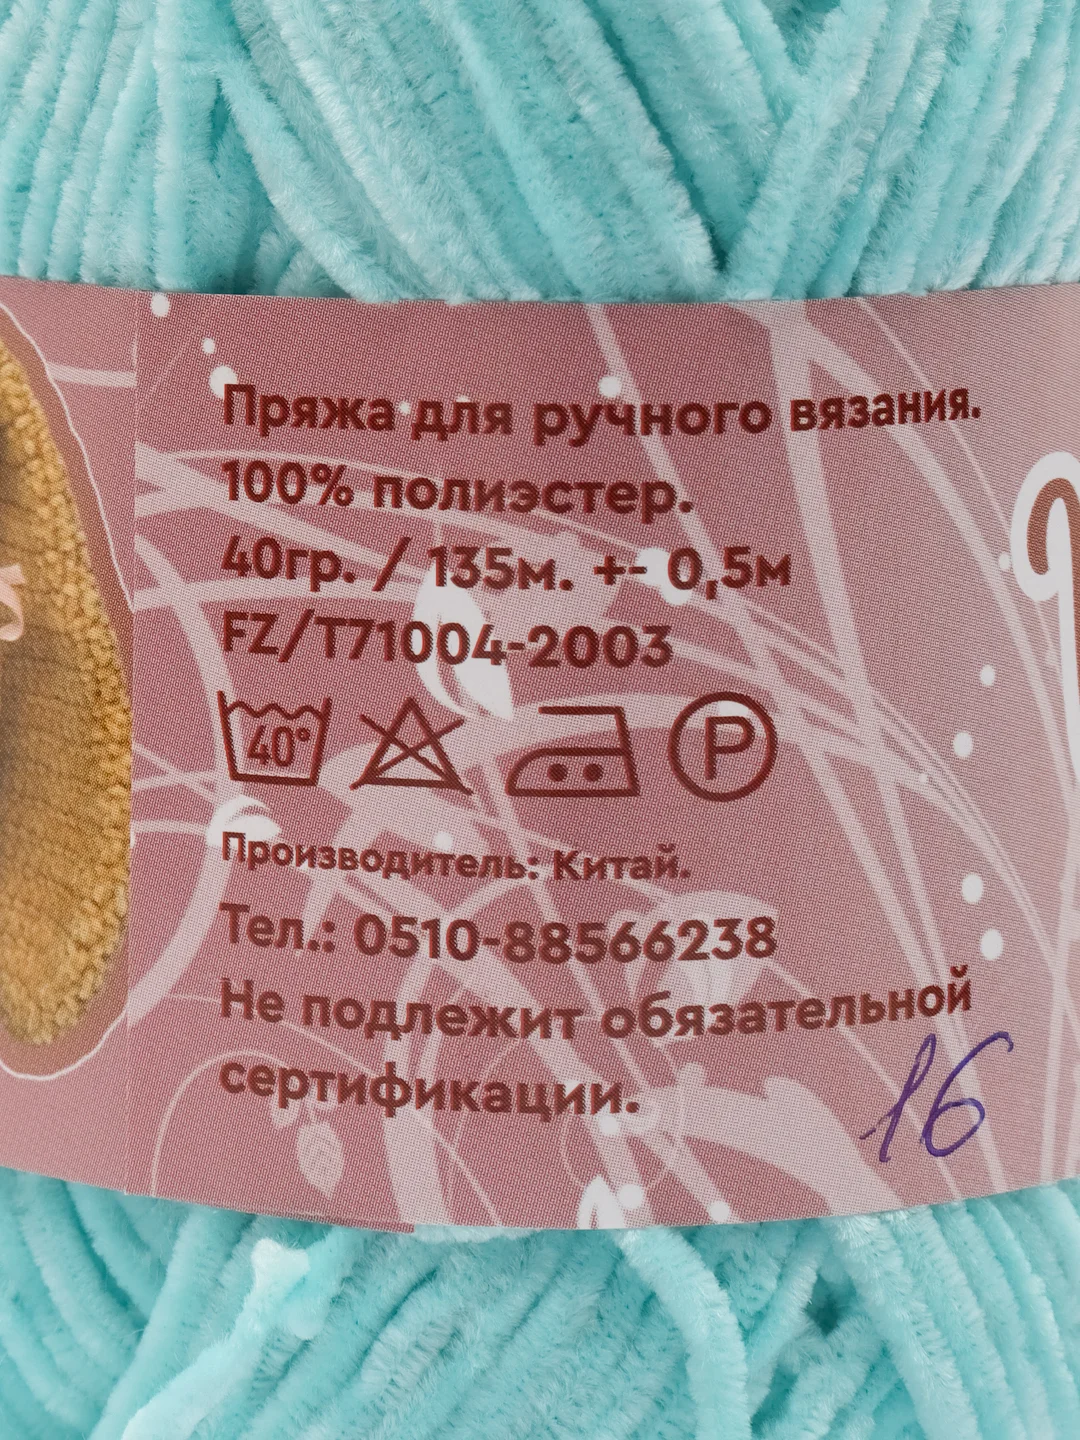 Пряжа для ручного вязания.
100% полиэстер.
40гр. / 135м. +- 0,5м
FZ/T71004-2003
40°
P
Производитель: Китай.
Тел.: 0510-88566238
Не подлежит обязательной
сертификации.
16